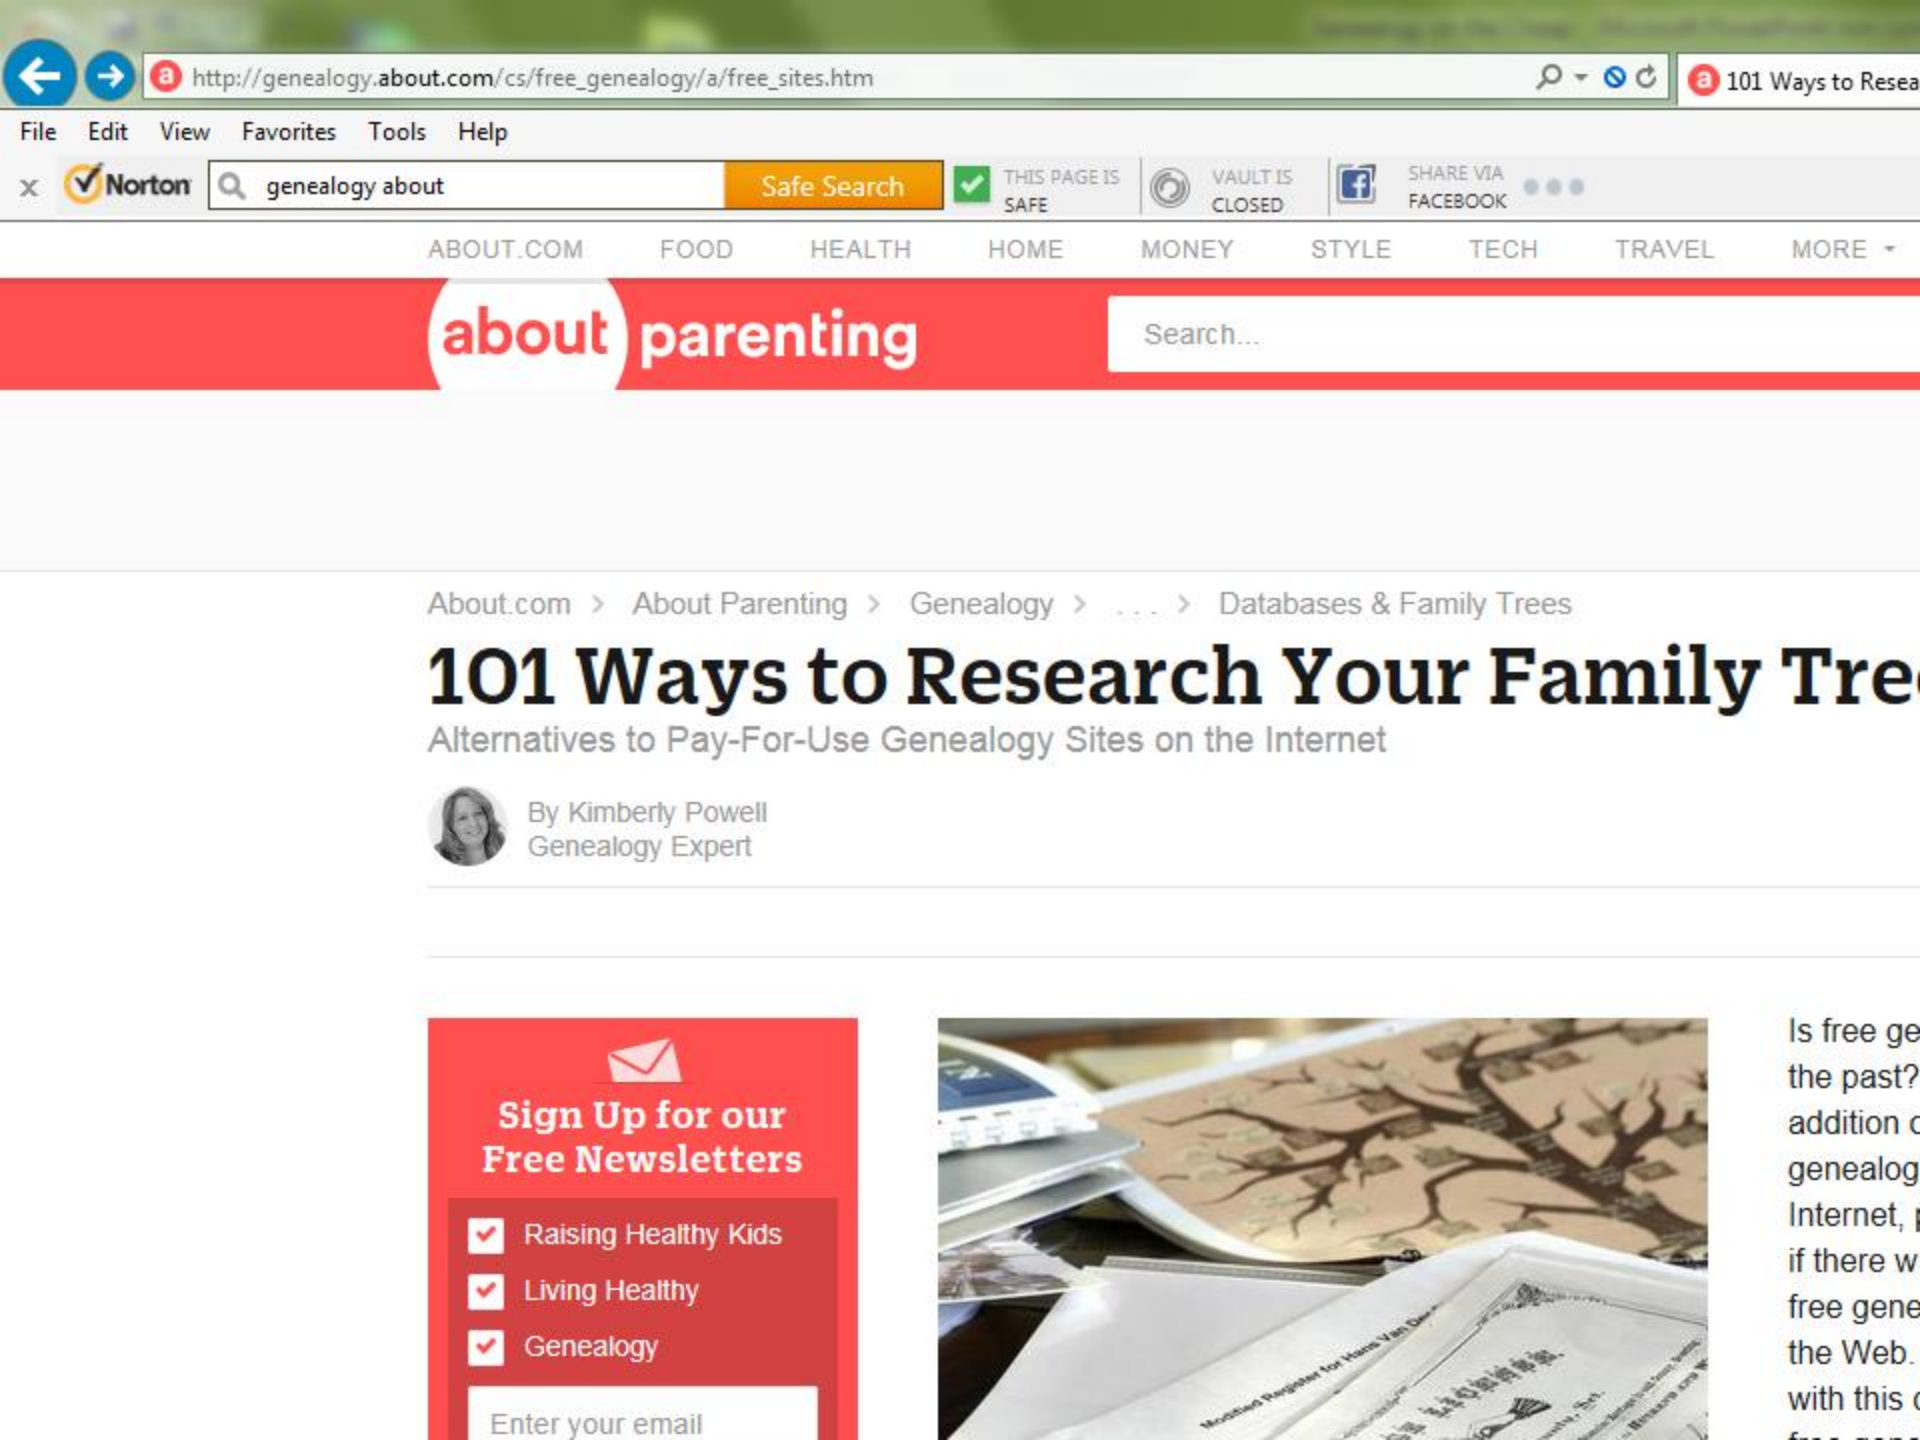 http://genealogy.about.com/cs/free_genealogy/a/free_sites.htm
101 Ways to Resea
File Edit View Favorites Tools Help
x Norton genealogy about Safe Search THIS PAGE IS SAFE VAULT IS CLOSED SHARE VIA FACEBOOK
ABOUT.COM FOOD HEALTH HOME MONEY STYLE TECH TRAVEL MORE
about parenting Search...
About.com > About Parenting > Genealogy > . . . > Databases & Family Trees
101 Ways to Research Your Family Tre
Alternatives to Pay-For-Use Genealogy Sites on the Internet
By Kimberly Powell
Genealogy Expert
Sign Up for our
Free Newsletters
Raising Healthy Kids
Living Healthy
Genealogy
Enter your email
Modified Register for Hans Van
Is free ge
the past?
addition
genealog
Internet,
if there w
free gene
the Web.
with this